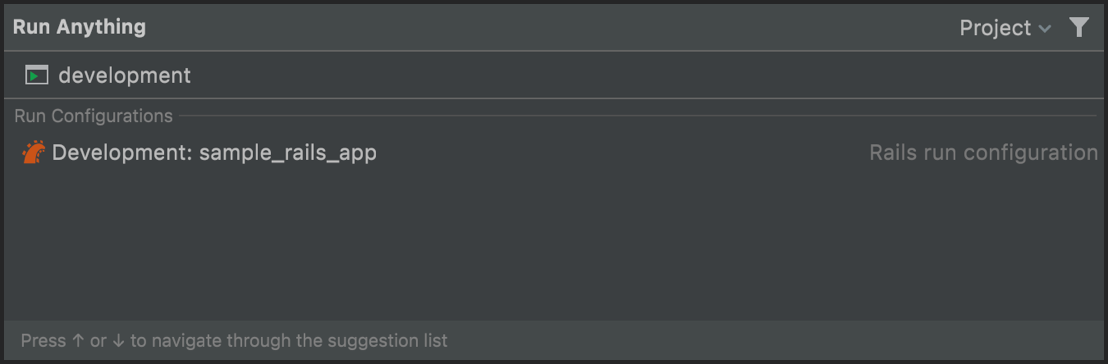 Run Anything Project
development
Run Configurations
Development: sample_rails_app Rails run configuration
Press ↑ or ↓ to navigate through the suggestion list